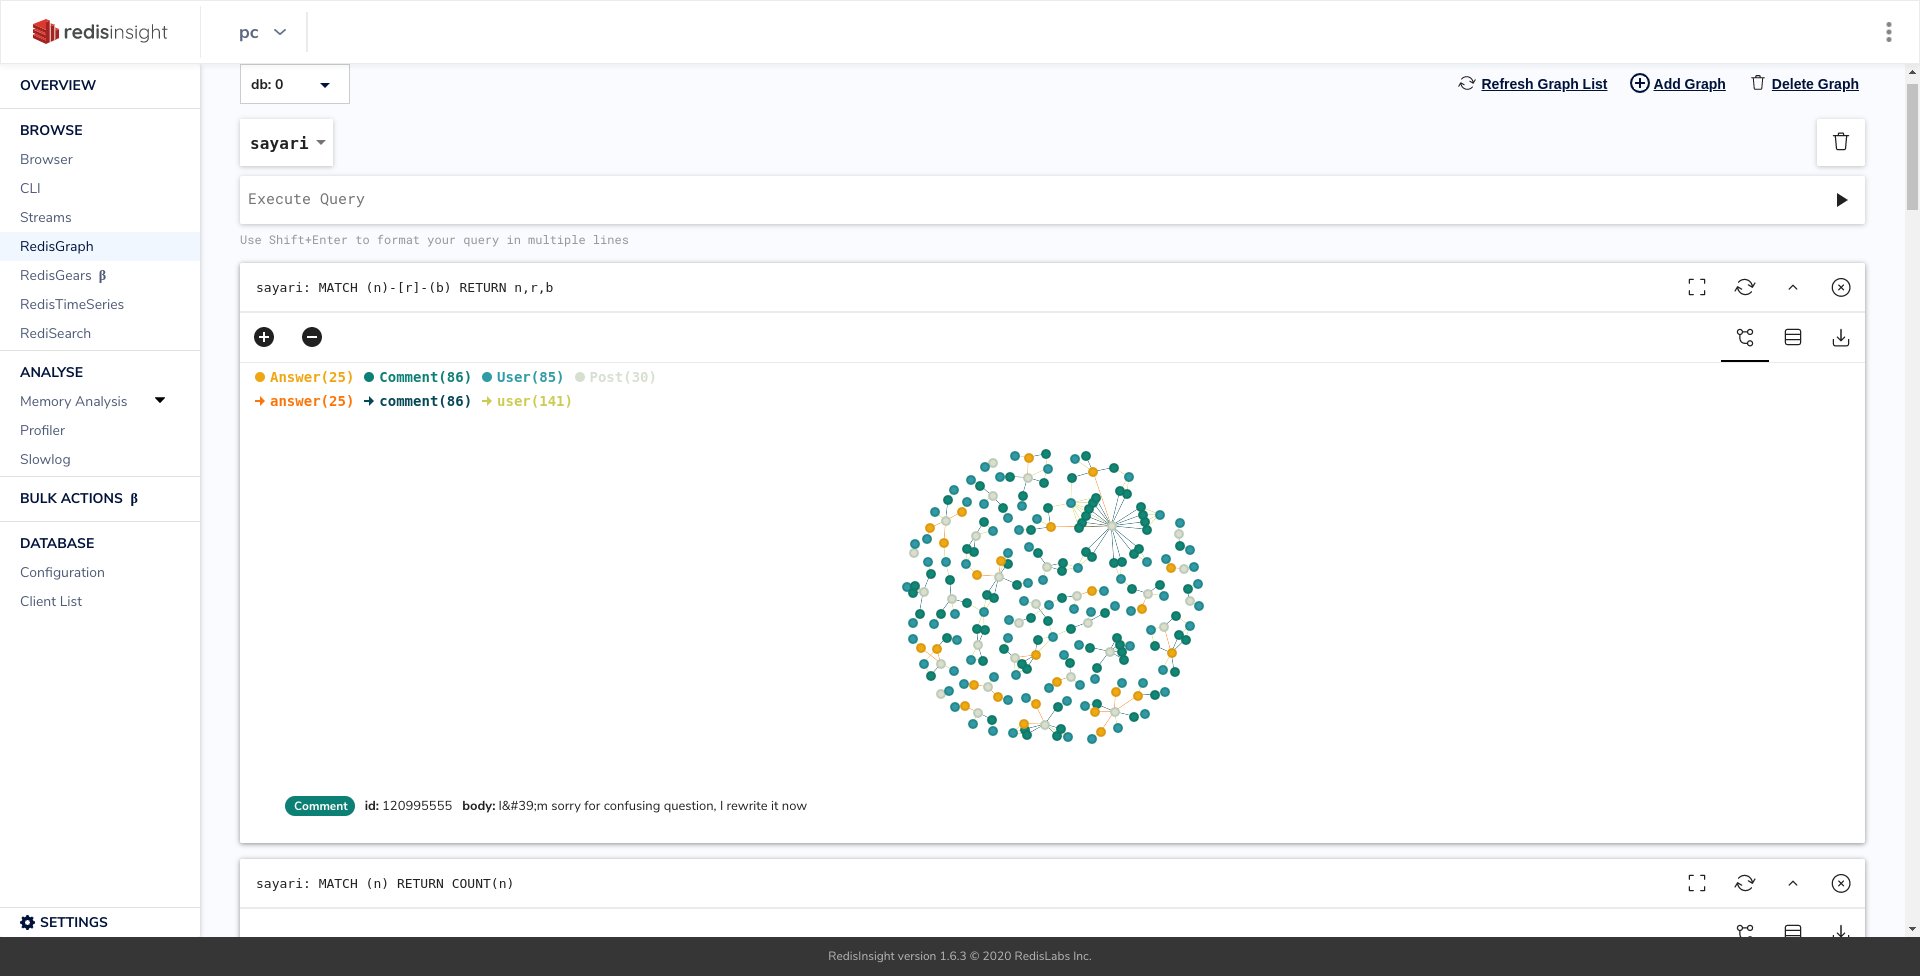 redisinsight
pc
OVERVIEW
BROWSE
Browser
CLI
Streams
RedisGraph
RedisGears β
RedisTimeSeries
RediSearch
ANALYSE
Memory Analysis
Profiler
Slowlog
BULK ACTIONS β
DATABASE
Configuration
Client List
SETTINGS
db: 0
Refresh Graph List Add Graph Delete Graph
sayari
Execute Query
Use Shift+Enter to format your query in multiple lines
sayari: MATCH (n)-[r]-(b) RETURN n,r,b
Answer(25) Comment(86) User(85) Post(30)
answer(25) comment(86) user(141)
Comment id: 120995555 body: I&#39;m sorry for confusing question, I rewrite it now
sayari: MATCH (n) RETURN COUNT(n)
RedisInsight version 1.6.3 © 2020 RedisLabs Inc.